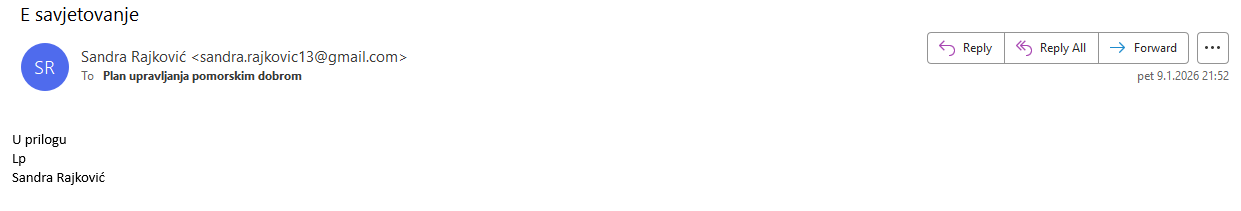 E savjetovanje
SR
Sandra Rajković <sandra.rajkovic13@gmail.com>
To Plan upravljanja pomorskim dobrom
Reply
Reply All
Forward
pet 9.1.2026 21:52
U prilogu
Lp
Sandra Rajković